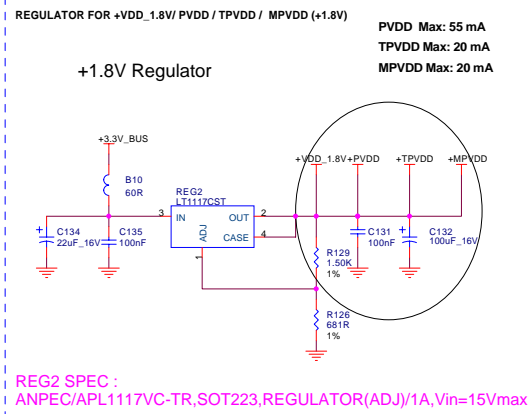 REGULATOR FOR +VDD_1.8V/ PVDD / TPVDD / MPVDD (+1.8V)
PVDD Max: 55 mA
TPVDD Max: 20 mA
MPVDD Max: 20 mA
+1.8V Regulator
+3.3V_BUS
+VDD_1.8V
+PVDD
+TPVDD
+MPVDD
B10
60R
REG2
LT1117CST
3
IN
OUT
2
CASE
4
ADJ
1
C134
22uF_16V
C135
100nF
R129
1.50K
1%
C131
100nF
C132
100uF_16V
R126
681R
1%
REG2 SPEC :
ANPEC/APL1117VC-TR,SOT223,REGULATOR(ADJ)/1A,Vin=15Vmax